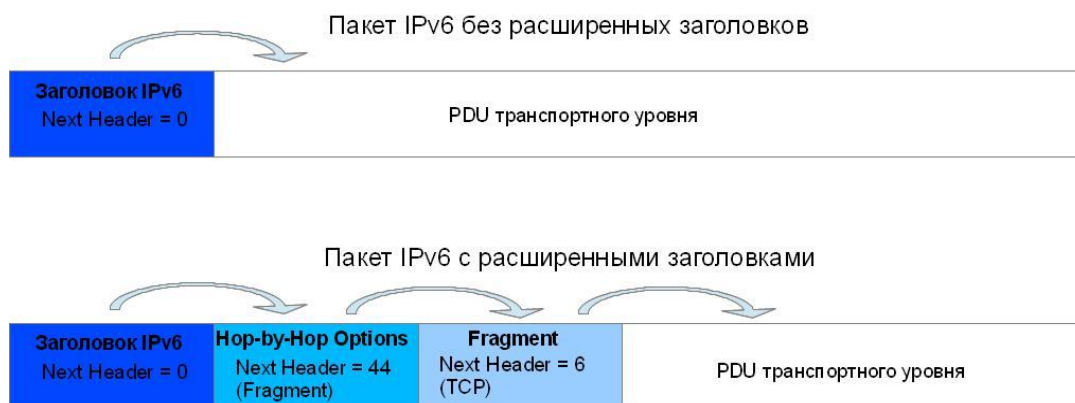 Пакет IPv6 без расширенных заголовков
Заголовок IPv6
Next Header = 0
PDU транспортного уровня
Пакет IPv6 с расширенными заголовками
Заголовок IPv6
Next Header = 0
Hop-by-Hop Options
Next Header = 44
(Fragment)
Fragment
Next Header = 6
(TCP)
PDU транспортного уровня